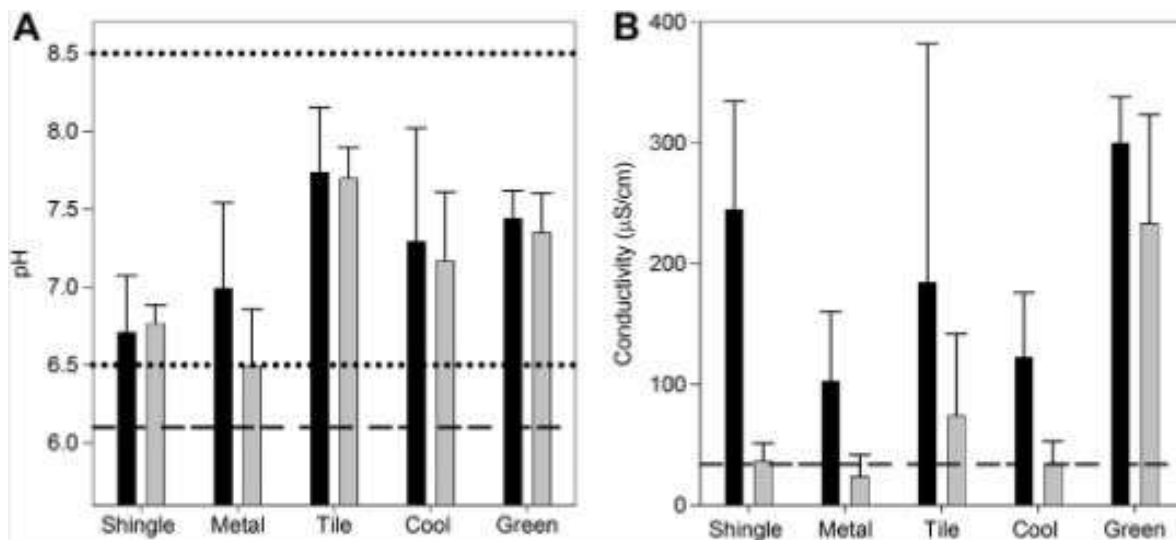 A
pH
8.5
8.0
7.5
7.0
6.5
6.0
Shingle Metal Tile Cool Green
B
Conductivity (µS/cm)
400
300
200
100
0
Shingle Metal Tile Cool Green